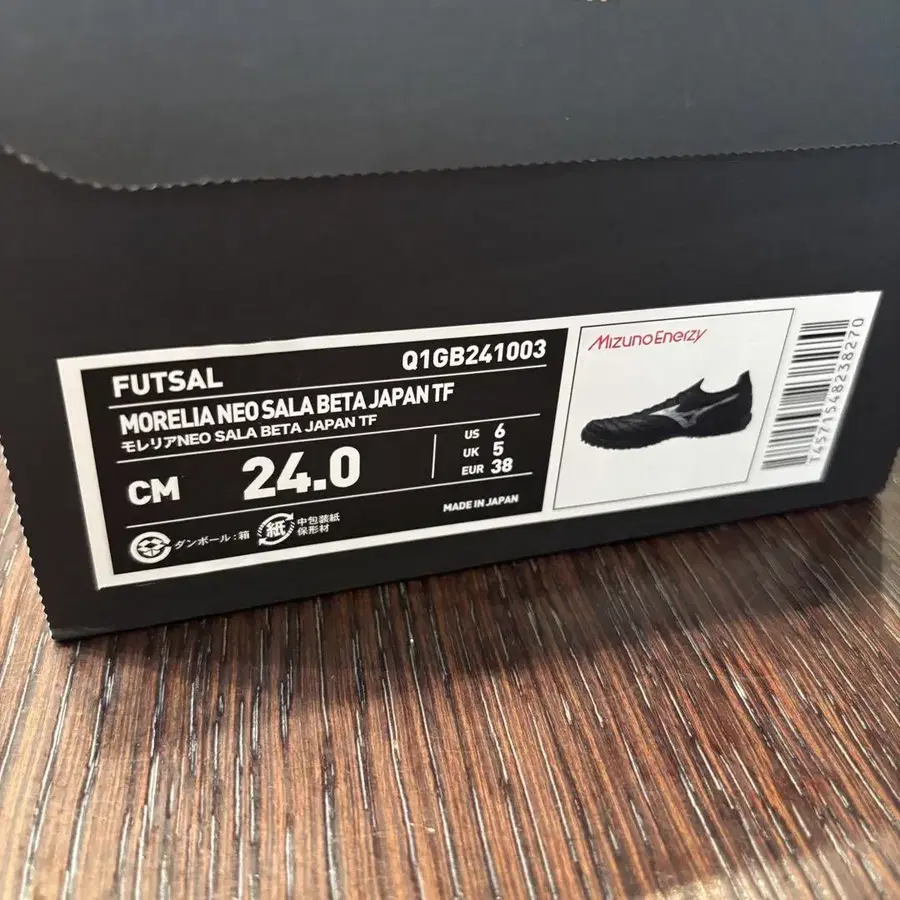 FUTSAL
Q1GB241003
MORELIA NEO SALA BETA JAPAN TF
モレリアNEO SALA BETA JAPAN TF
CM 24.0
US 6
UK 5
EUR 38
MADE IN JAPAN
ダンボール:箱
紙
中包装紙
保形材
MizunoEnerzy
T45715482382​70